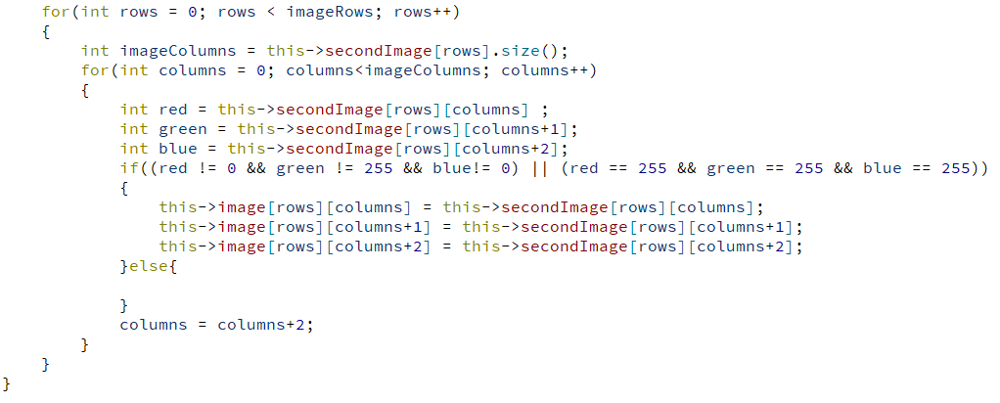 for(int rows = 0; rows < imageRows; rows++)
{
int imageColumns = this->secondImage[rows].size();
for(int columns = 0; columns<imageColumns; columns++)
{
int red = this->secondImage[rows][columns] ;
int green = this->secondImage[rows][columns+1];
int blue = this->secondImage[rows][columns+2];
if((red != 0 && green != 255 && blue!= 0) || (red == 255 && green == 255 && blue == 255))
{
this->image[rows][columns] = this->secondImage[rows][columns];
this->image[rows][columns+1] = this->secondImage[rows][columns+1];
this->image[rows][columns+2] = this->secondImage[rows][columns+2];
}else{
}
columns = columns+2;
}
}
}